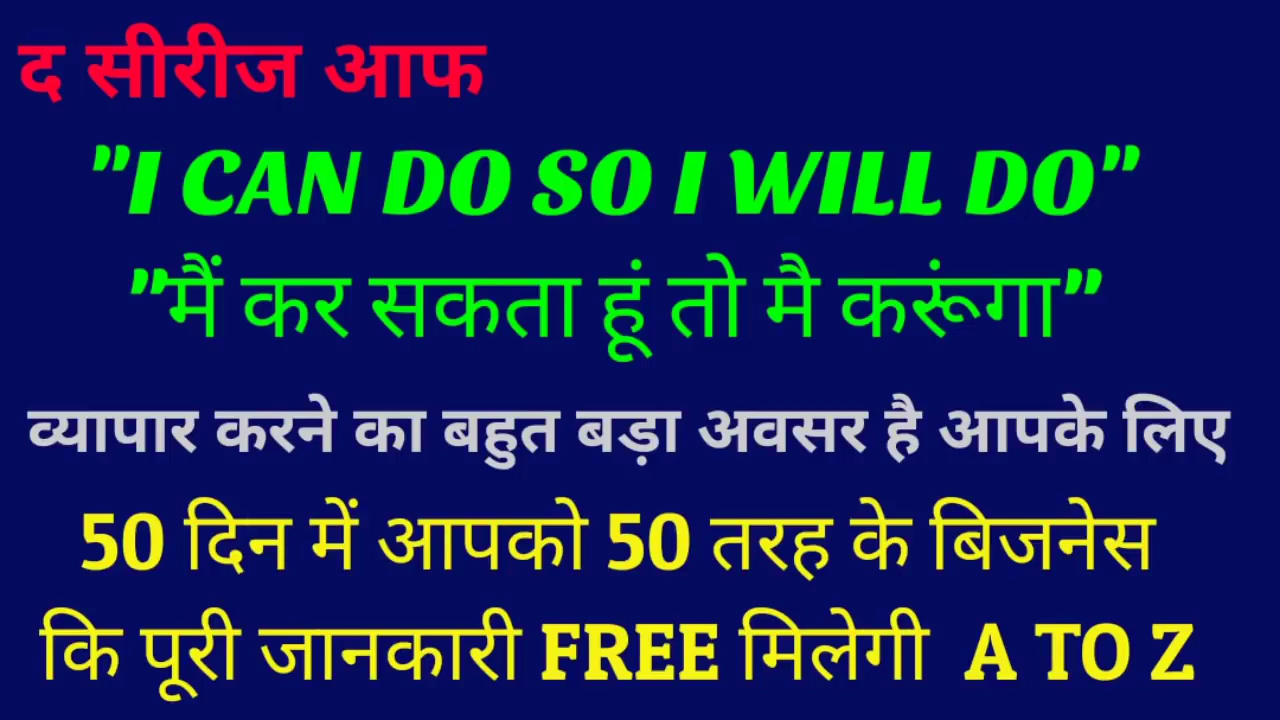 द सीरीज आफ
"I CAN DO SO I WILL DO"
"मैं कर सकता हूं तो मै करूंगा"
व्यापार करने का बहुत बड़ा अवसर है आपके लिए
50 दिन में आपको 50 तरह के बिजनेस
कि पूरी जानकारी FREE मिलेगी A TO Z